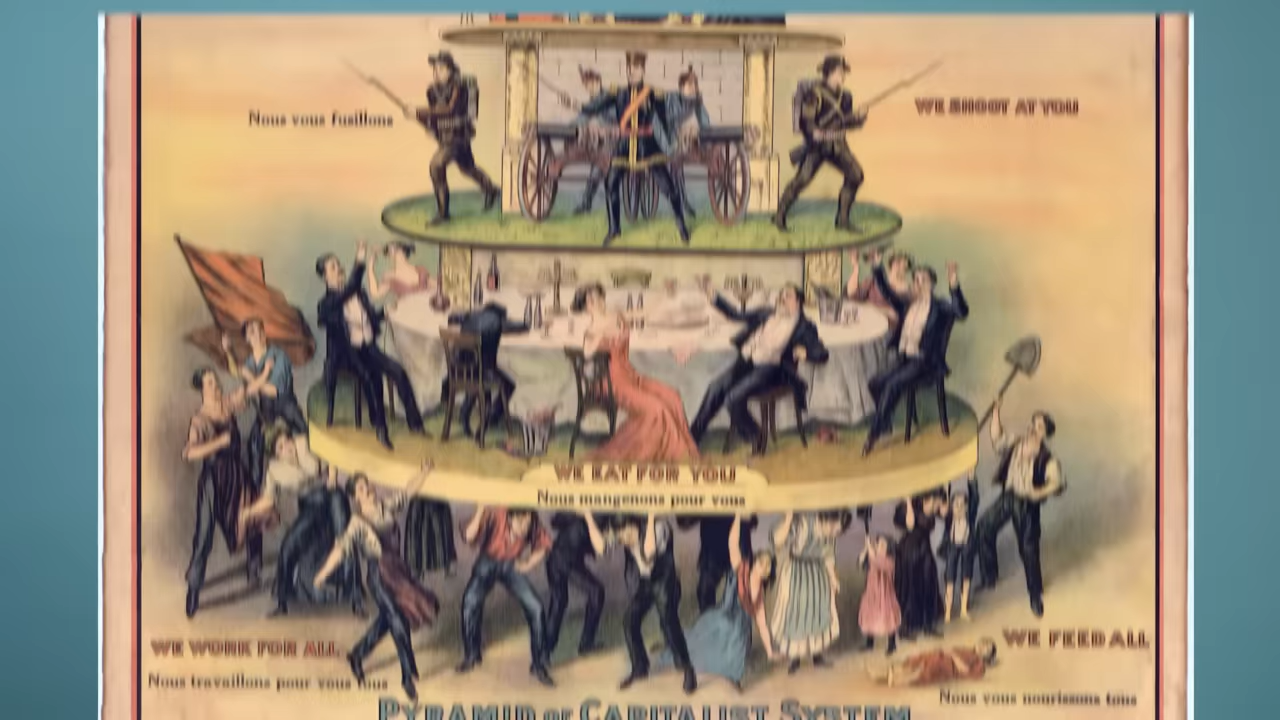 Nous vous fusillons
WE SHOOT AT YOU
WE EAT FOR YOU
Nous mangenons pour vous
WE WORK FOR ALL
WE FEED ALL
Nous travaillons pour vous tous
Nous vous nourissons tous
PYRAMID OF CAPITALIST SYSTEM